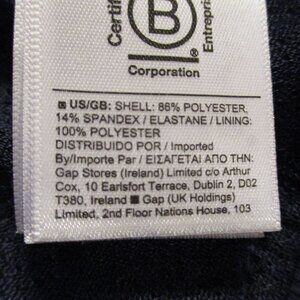 Certified
B
Enterprise
Corporation
US/GB: SHELL: 86% POLYESTER,
14% SPANDEX / ELASTANE / LINING:
100% POLYESTER
DISTRIBUIDO POR / Imported
By/Importe Par / ΕΙΣΑΓΕΤΑΙ ΑΠΟ ΤΗΝ:
Gap Stores (Ireland) Limited c/o Arthur
Cox, 10 Earlsfort Terrace, Dublin 2, D02
T380, Ireland ■ Gap (UK Holdings)
Limited, 2nd Floor Nations House, 103